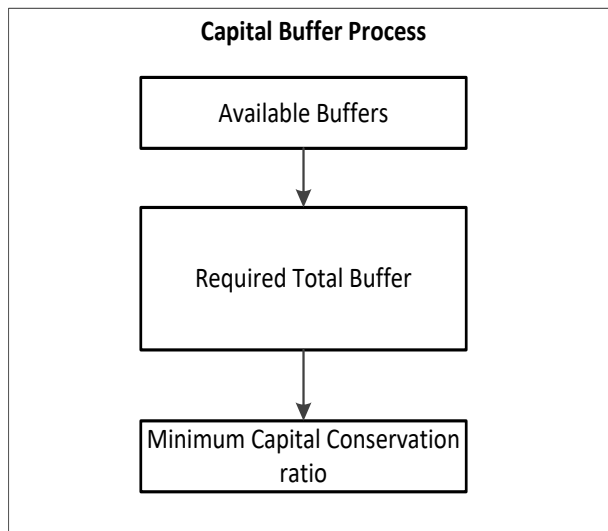 Capital Buffer Process
Available Buffers
Required Total Buffer
Minimum Capital Conservation
ratio